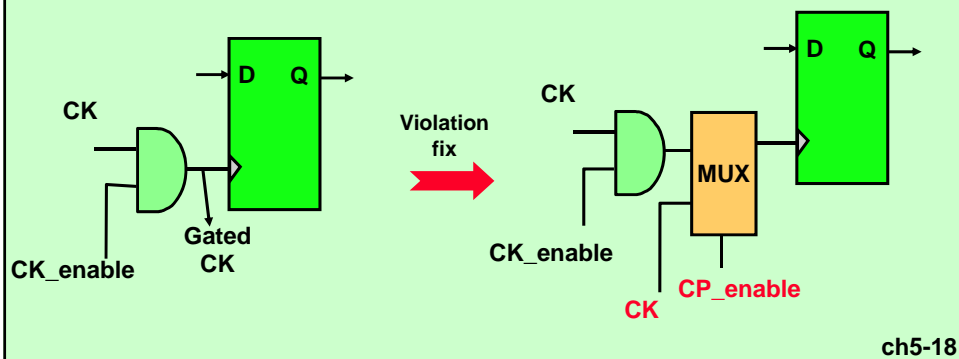 D Q
CK
Gated
CK
CK_enable
Violation
fix
D Q
CK
MUX
CK_enable
CK
CP_enable
ch5-18